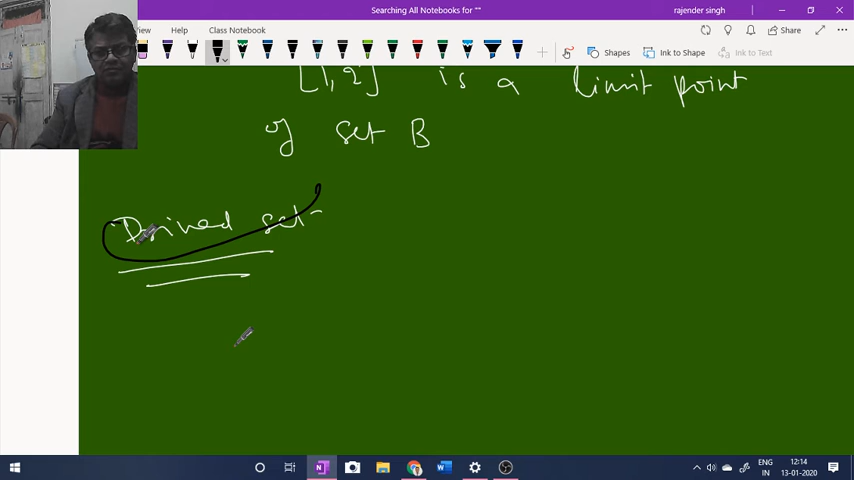 Searching All Notebooks for ""
rajender singh
View Help Class Notebook
Share
Shapes
Ink to Shape
Ink to Text
[1,2] is a limit point
of set B
Derived set-
ENG
IN
12:14
13-01-2020